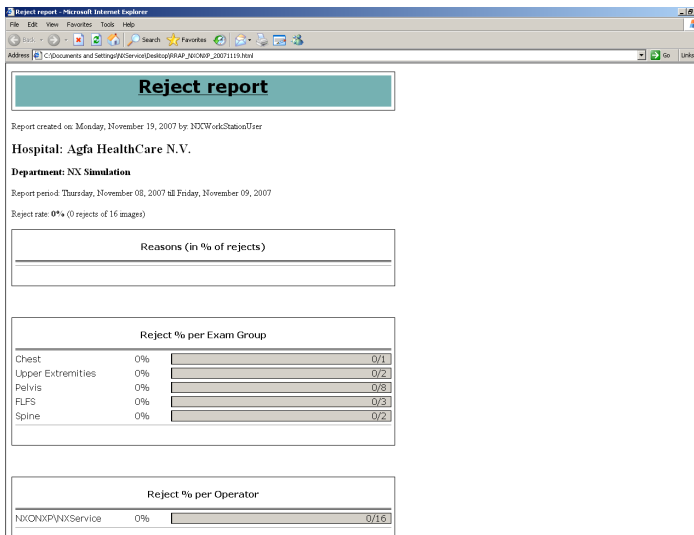 Reject report - Microsoft Internet Explorer
File Edit View Favorites Tools Help
Back Search Favorites
Address C:\Documents and Settings\NXService\Desktop\RRAP_NXONXP_20071119.html Go Links
Reject report
Report created on: Monday, November 19, 2007 by: NXWorkStationUser
Hospital: Agfa HealthCare N.V.
Department: NX Simulation
Report period: Thursday, November 08, 2007 till Friday, November 09, 2007
Reject rate: 0% (0 rejects of 16 images)
Reasons (in % of rejects)
Reject % per Exam Group
Chest 0% 0/1
Upper Extremities 0% 0/2
Pelvis 0% 0/8
FLFS 0% 0/3
Spine 0% 0/2
Reject % per Operator
NXONXP\NXService 0% 0/16